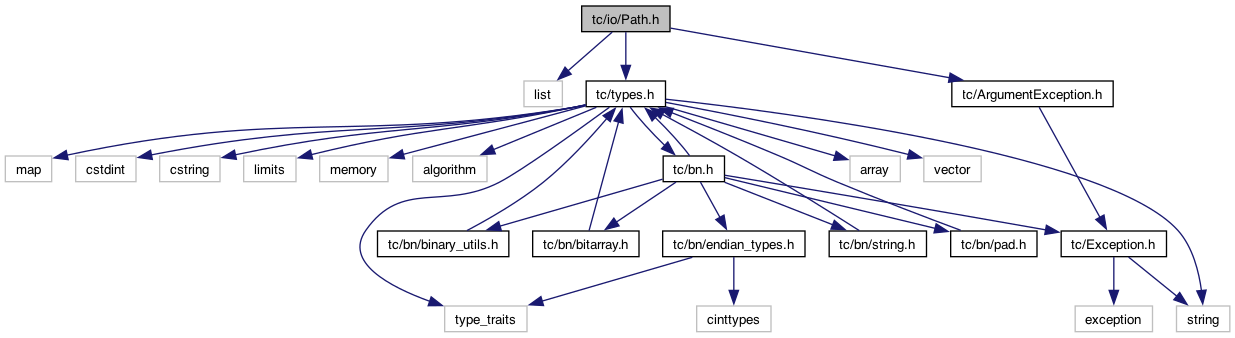 tc/io/Path.h
list
tc/types.h
tc/ArgumentException.h
map
cstdint
cstring
limits
memory
algorithm
tc/bn.h
array
vector
tc/bn/binary_utils.h
tc/bn/bitarray.h
tc/bn/endian_types.h
tc/bn/string.h
tc/bn/pad.h
tc/Exception.h
type_traits
cinttypes
exception
string